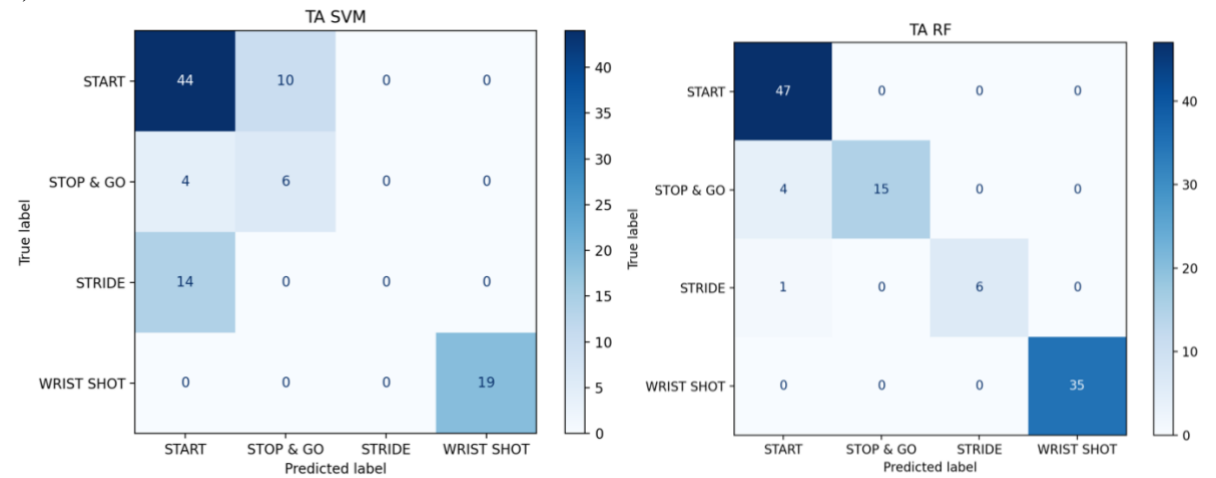 TA SVM
START 44 10 0 0
STOP & GO 4 6 0 0
STRIDE 14 0 0 0
WRIST SHOT 0 0 0 19
START STOP & GO STRIDE WRIST SHOT
Predicted label
True label
40
35
30
25
20
15
10
5
0
TA RF
START 47 0 0 0
STOP & GO 4 15 0 0
STRIDE 1 0 6 0
WRIST SHOT 0 0 0 35
START STOP & GO STRIDE WRIST SHOT
Predicted label
True label
40
30
20
10
0